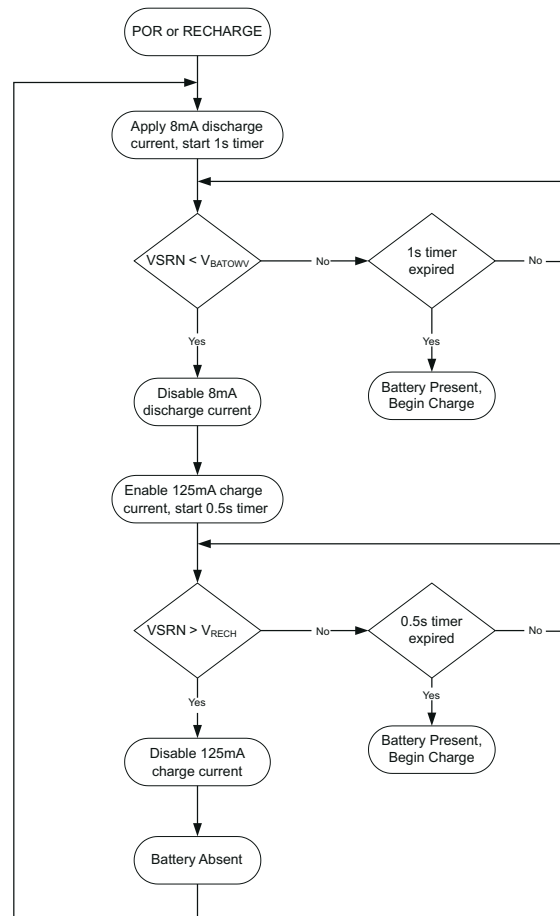 POR or RECHARGE
Apply 8mA discharge
current, start 1s timer
VSRN < VBATOWV
No
1s timer
expired
No
Yes
Yes
Disable 8mA
discharge current
Battery Present,
Begin Charge
Enable 125mA charge
current, start 0.5s timer
VSRN > VRECH
No
0.5s timer
expired
No
Yes
Yes
Disable 125mA
charge current
Battery Present,
Begin Charge
Battery Absent